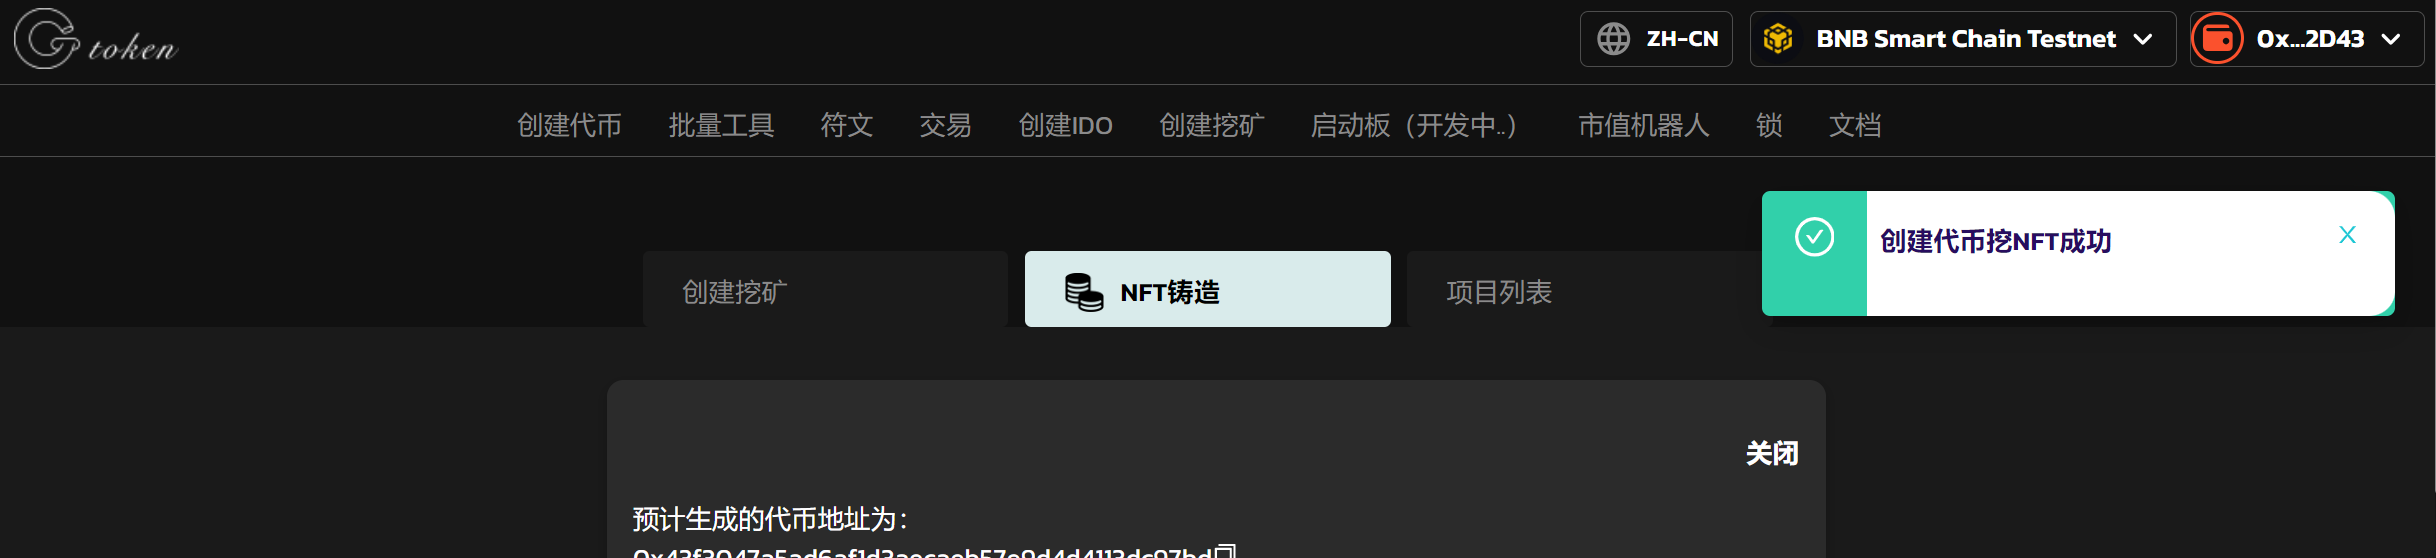 Gtoken
ZH-CN
BNB Smart Chain Testnet
0x...2D43
创建代币 批量工具 符文 交易 创建IDO 创建挖矿 启动板（开发中..） 市值机器人 锁 文档
创建代币挖NFT成功
X
创建挖矿
NFT铸造
项目列表
关闭
预计生成的代币地址为：